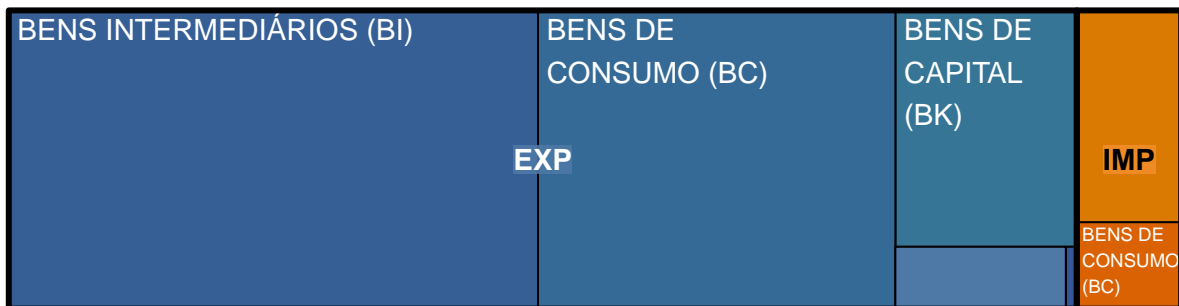 BENS INTERMEDIÁRIOS (BI)
BENS DE
CONSUMO (BC)
BENS DE
CAPITAL
(BK)
EXP
IMP
BENS DE
CONSUMO
(BC)